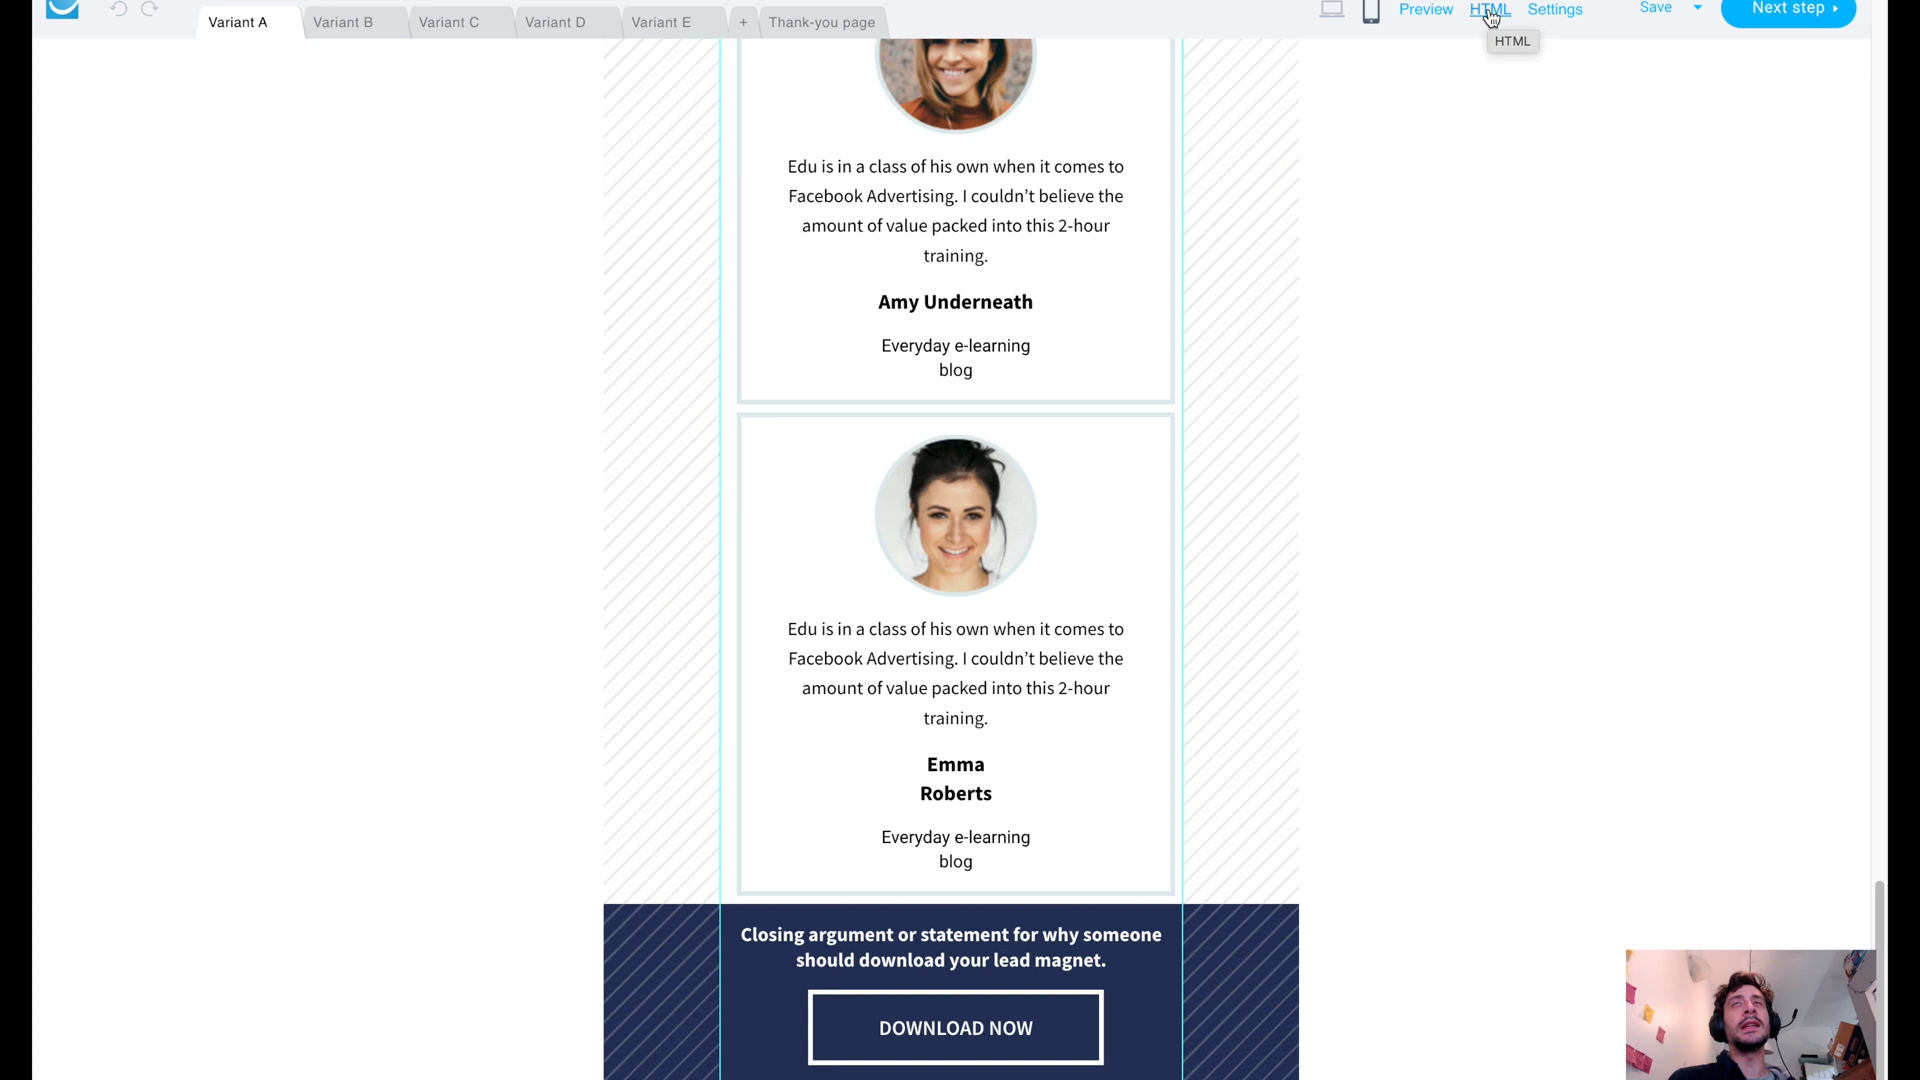 Variant A
Variant B
Variant C
Variant D
Variant E
+
Thank-you page
Preview
HTML
Settings
Save
Next step
HTML
Edu is in a class of his own when it comes to
Facebook Advertising. I couldn’t believe the
amount of value packed into this 2-hour
training.
Amy Underneath
Everyday e-learning
blog
Edu is in a class of his own when it comes to
Facebook Advertising. I couldn’t believe the
amount of value packed into this 2-hour
training.
Emma
Roberts
Everyday e-learning
blog
Closing argument or statement for why someone
should download your lead magnet.
DOWNLOAD NOW